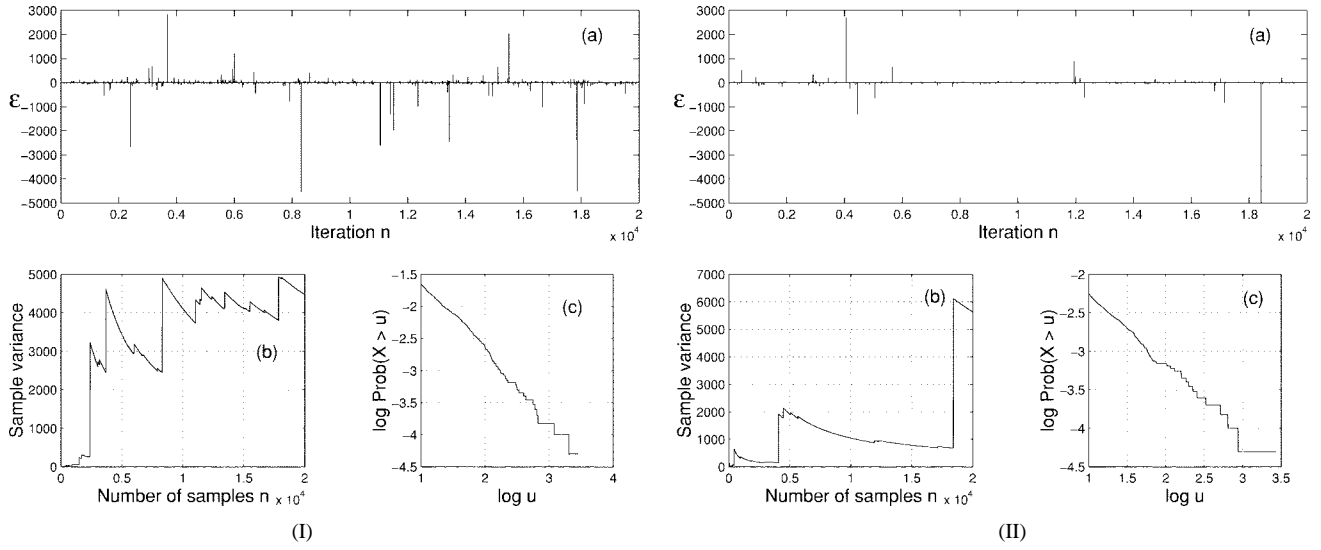 3000
2000
1000
0
-1000
-2000
-3000
-4000
-5000
ε
(a)
0 0.2 0.4 0.6 0.8 1 1.2 1.4 1.6 1.8 2
Iteration n
x 10^4
3000
2000
1000
0
-1000
-2000
-3000
-4000
-5000
ε
(a)
0 0.2 0.4 0.6 0.8 1 1.2 1.4 1.6 1.8 2
Iteration n
x 10^4
5000
4000
3000
2000
1000
0
Sample variance
(b)
0 0.5 1 1.5 2
Number of samples n x 10^4
-1.5
-2
-2.5
-3
-3.5
-4
-4.5
log Prob(X > u)
(c)
1 2 3 4
log u
7000
6000
5000
4000
3000
2000
1000
0
Sample variance
(b)
0 0.5 1 1.5 2
Number of samples n x 10^4
-2
-2.5
-3
-3.5
-4
-4.5
log Prob(X > u)
(c)
1 1.5 2 2.5 3 3.5
log u
(I)
(II)